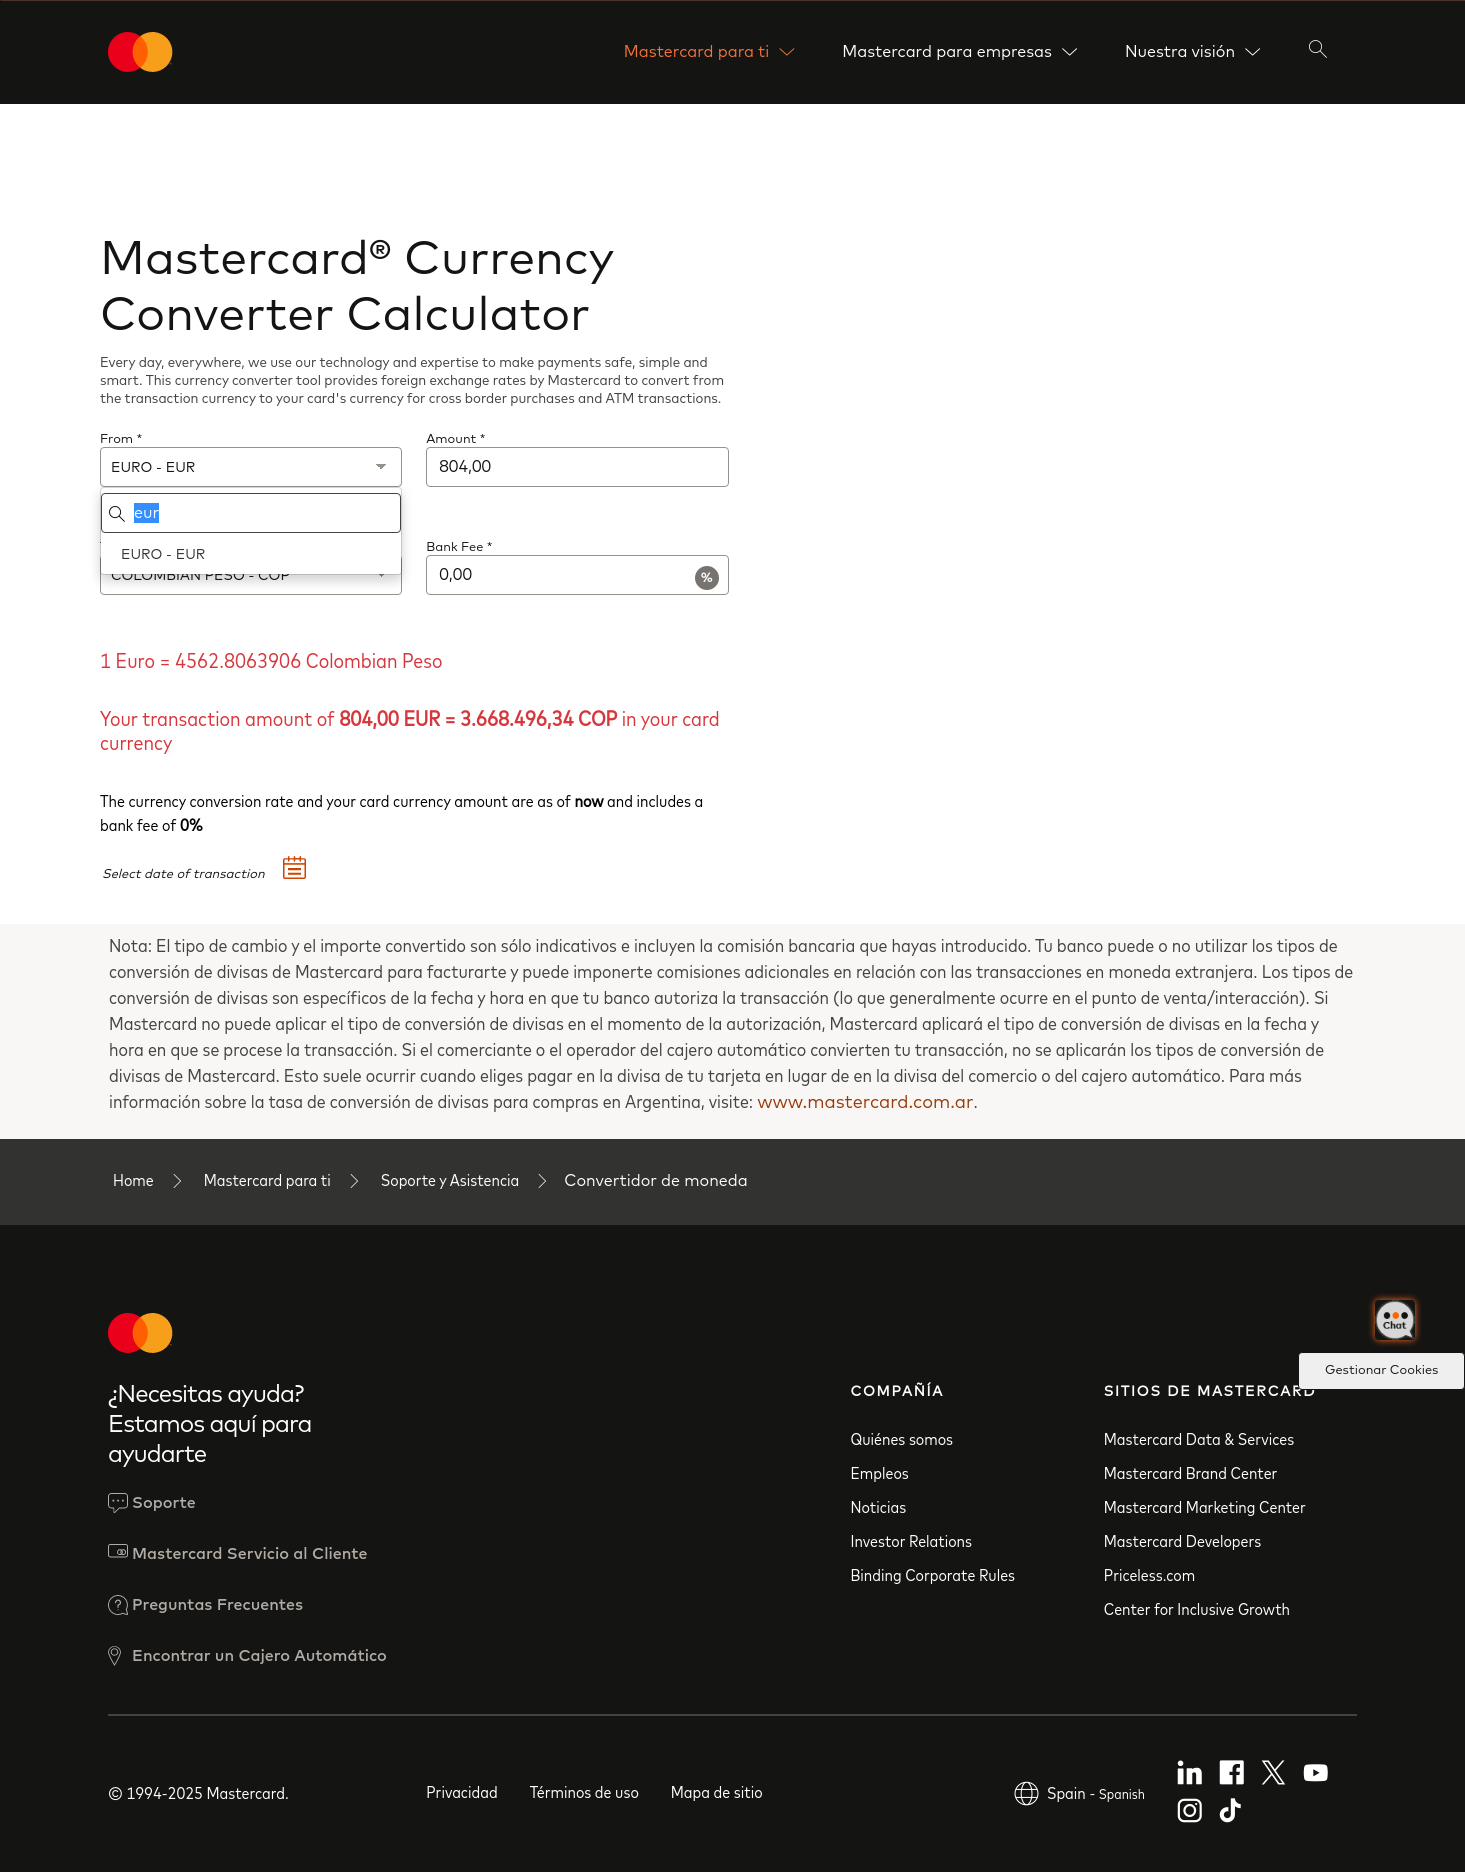 Mastercard para ti
Mastercard para empresas
Nuestra visión
Mastercard® Currency
Converter Calculator
Every day, everywhere, we use our technology and expertise to make payments safe, simple and
smart. This currency converter tool provides foreign exchange rates by Mastercard to convert from
the transaction currency to your card's currency for cross border purchases and ATM transactions.
From *
Amount *
EURO - EUR
804,00
eur
EURO - EUR
Bank Fee *
COLOMBIAN PESO - COP
0,00
%
1 Euro = 4562.8063906 Colombian Peso
Your transaction amount of 804,00 EUR = 3.668.496,34 COP in your card
currency
The currency conversion rate and your card currency amount are as of now and includes a
bank fee of 0%
Select date of transaction
Nota: El tipo de cambio y el importe convertido son sólo indicativos e incluyen la comisión bancaria que hayas introducido. Tu banco puede o no utilizar los tipos de
conversión de divisas de Mastercard para facturarte y puede imponerte comisiones adicionales en relación con las transacciones en moneda extranjera. Los tipos de
conversión de divisas son específicos de la fecha y hora en que tu banco autoriza la transacción (lo que generalmente ocurre en el punto de venta/interacción). Si
Mastercard no puede aplicar el tipo de conversión de divisas en el momento de la autorización, Mastercard aplicará el tipo de conversión de divisas en la fecha y
hora en que se procese la transacción. Si el comerciante o el operador del cajero automático convierten tu transacción, no se aplicarán los tipos de conversión de
divisas de Mastercard. Esto suele ocurrir cuando eliges pagar en la divisa de tu tarjeta en lugar de en la divisa del comercio o del cajero automático. Para más
información sobre la tasa de conversión de divisas para compras en Argentina, visite: www.mastercard.com.ar.
Home
Mastercard para ti
Soporte y Asistencia
Convertidor de moneda
Chat
Gestionar Cookies
¿Necesitas ayuda?
Estamos aquí para
ayudarte
Soporte
Mastercard Servicio al Cliente
Preguntas Frecuentes
Encontrar un Cajero Automático
COMPAÑÍA
Quiénes somos
Empleos
Noticias
Investor Relations
Binding Corporate Rules
SITIOS DE MASTERCARD
Mastercard Data & Services
Mastercard Brand Center
Mastercard Marketing Center
Mastercard Developers
Priceless.com
Center for Inclusive Growth
© 1994-2025 Mastercard.
Privacidad
Términos de uso
Mapa de sitio
Spain - Spanish